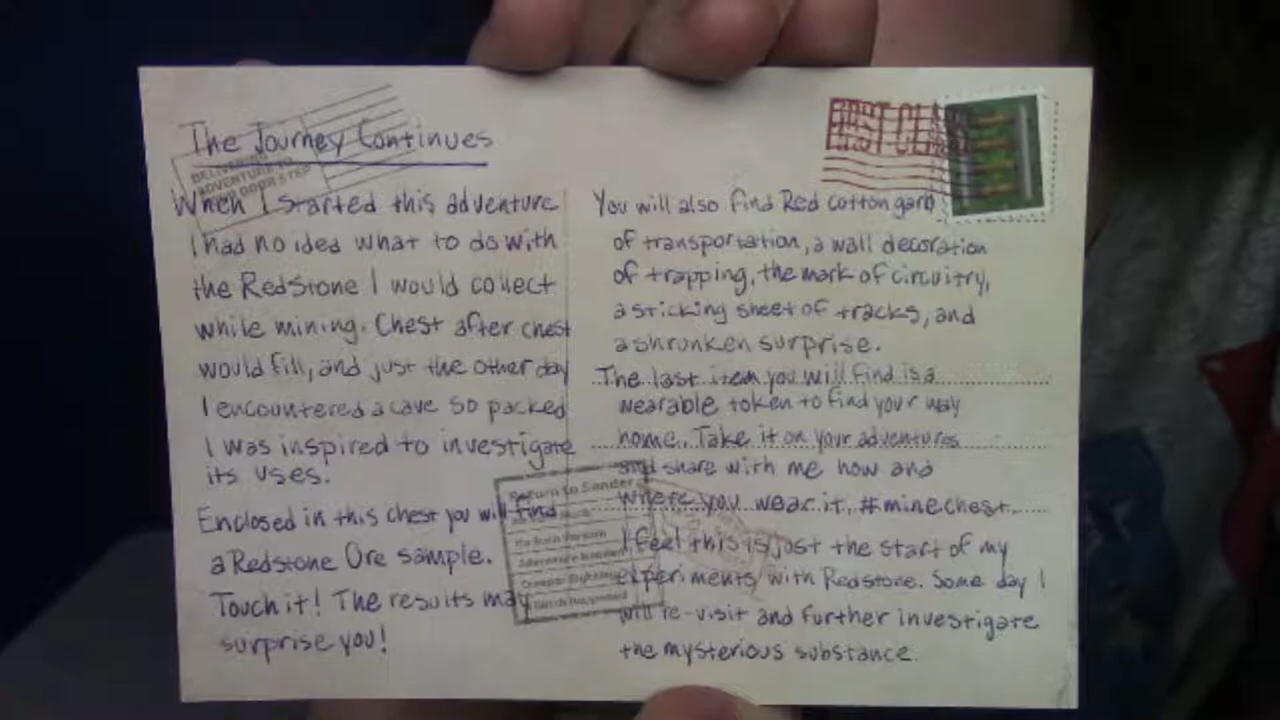 The Journey Continues
DELIVERING
ADVENTURE TO
DOOR STEP
When I started this adventure
I had no idea what to do with
the RedStone I would collect
while mining. Chest after chest
would fill, and just the other day
I encountered a cave so packed
I was inspired to investigate
its uses.
Enclosed in this chest you will find
a Redstone Ore sample.
Touch it! The results may
surprise you!
FIRST-CLASS
You will also find Red cotton garb
of transportation, a wall decoration
of trapping, the mark of circuitry,
a sticking sheet of tracks, and
a shrunken surprise.
The last item you will find is a
wearable token to find your way
home. Take it on your adventures
and share with me how and
where you wear it. #minechest.
I feel this is just the start of my
experiments with Redstone. Some day I
will re-visit and further investigate
the mysterious substance.
Return to Sender